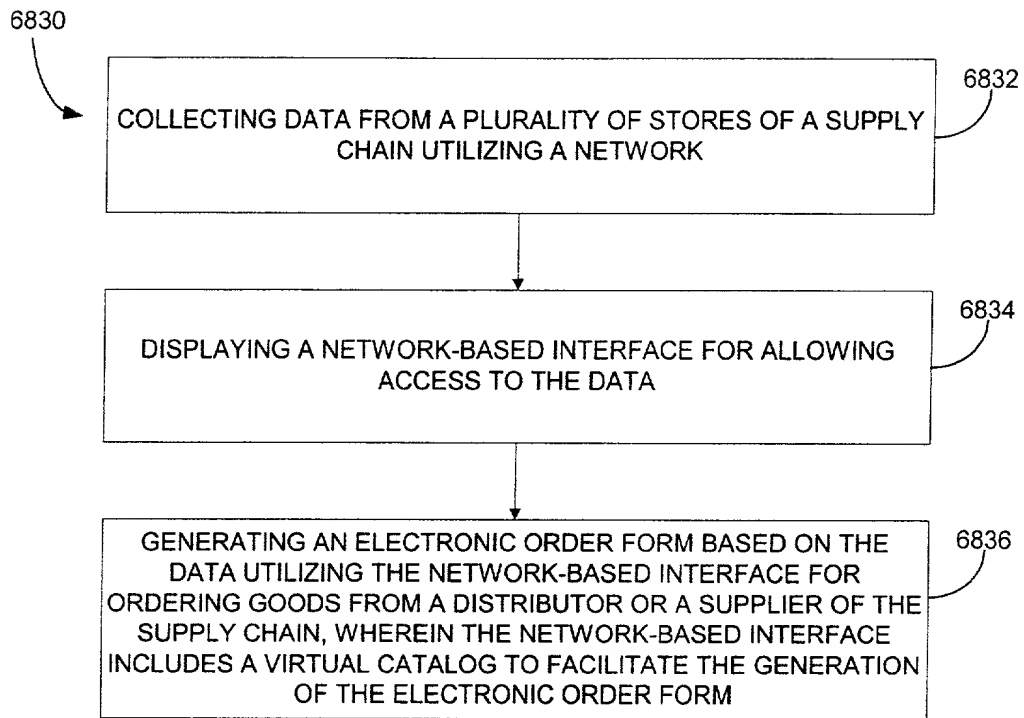 6830
COLLECTING DATA FROM A PLURALITY OF STORES OF A SUPPLY
CHAIN UTILIZING A NETWORK
6832
DISPLAYING A NETWORK-BASED INTERFACE FOR ALLOWING
ACCESS TO THE DATA
6834
GENERATING AN ELECTRONIC ORDER FORM BASED ON THE
DATA UTILIZING THE NETWORK-BASED INTERFACE FOR
ORDERING GOODS FROM A DISTRIBUTOR OR A SUPPLIER OF THE
SUPPLY CHAIN, WHEREIN THE NETWORK-BASED INTERFACE
INCLUDES A VIRTUAL CATALOG TO FACILITATE THE GENERATION
OF THE ELECTRONIC ORDER FORM
6836